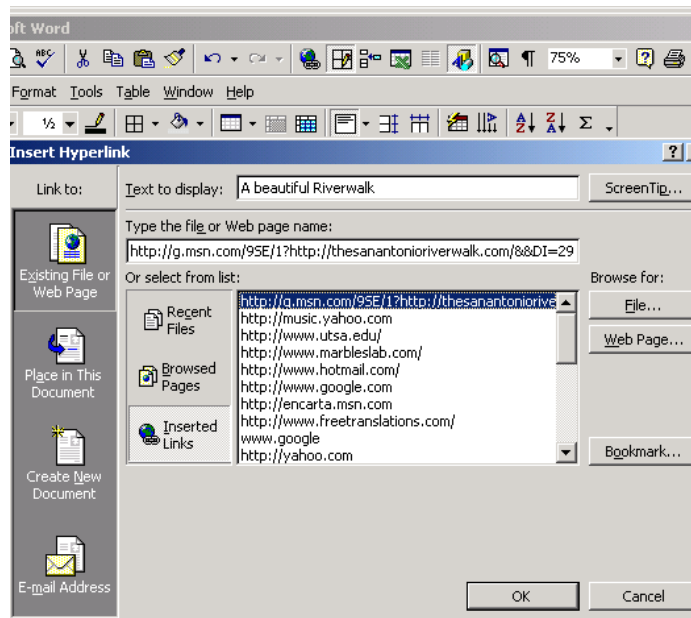 oft Word
ABC
75%
Format Tools Table Window Help
½
Insert Hyperlink
Link to:
Text to display:
A beautiful Riverwalk
ScreenTip...
Type the file or Web page name:
http://g.msn.com/9SE/1?http://thesanantonioriverwalk.com/&&DI=29
Existing File or
Web Page
Or select from list:
Browse for:
Recent
Files
http://g.msn.com/9SE/1?http://thesanantoniorive
File...
http://music.yahoo.com
http://www.utsa.edu/
Web Page...
http://www.marbleslab.com/
Place in This
Document
Browsed
Pages
http://www.hotmail.com/
http://www.google.com
http://encarta.msn.com
Inserted
Links
http://www.freetranslations.com/
www.google
http://yahoo.com
Bookmark...
Create New
Document
E-mail Address
OK
Cancel